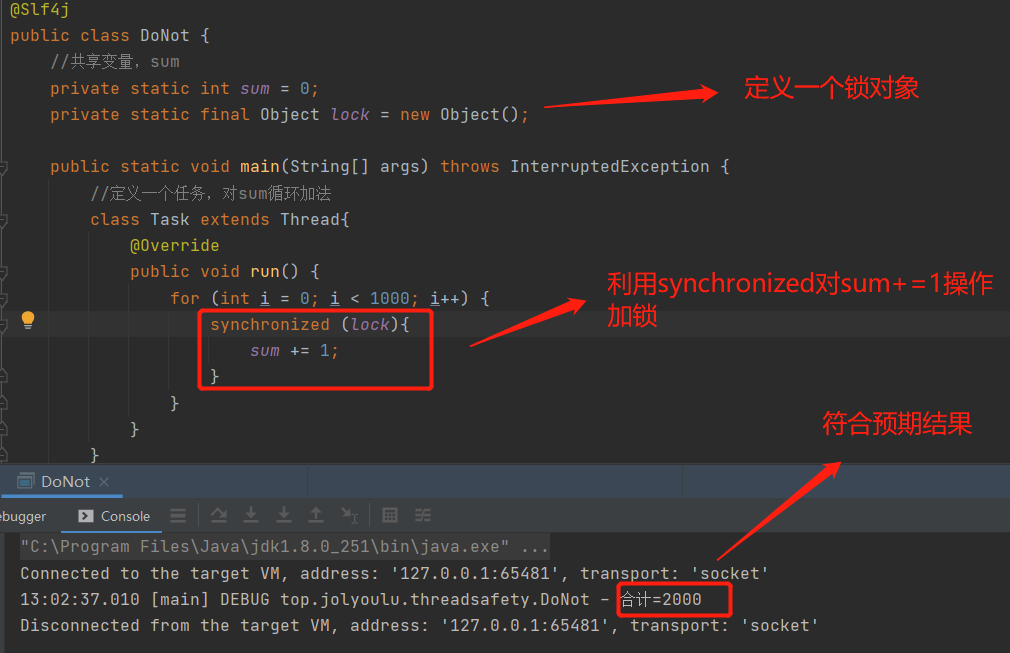 @Slf4j
public class DoNot {
//共享变量，sum
private static int sum = 0;
private static final Object lock = new Object();
定义一个锁对象
public static void main(String[] args) throws InterruptedException {
//定义一个任务，对sum循环加法
class Task extends Thread{
@Override
public void run() {
for (int i = 0; i < 1000; i++) {
synchronized (lock){
sum += 1;
}
}
}
}
利用synchronized对sum+=1操作
加锁
符合预期结果
DoNot
ebugger
Console
"C:\Program Files\Java\jdk1.8.0_251\bin\java.exe" ...
Connected to the target VM, address: '127.0.0.1:65481', transport: 'socket'
13:02:37.010 [main] DEBUG top.jolyoulu.threadsafety.DoNot - 合计=2000
Disconnected from the target VM, address: '127.0.0.1:65481', transport: 'socket'